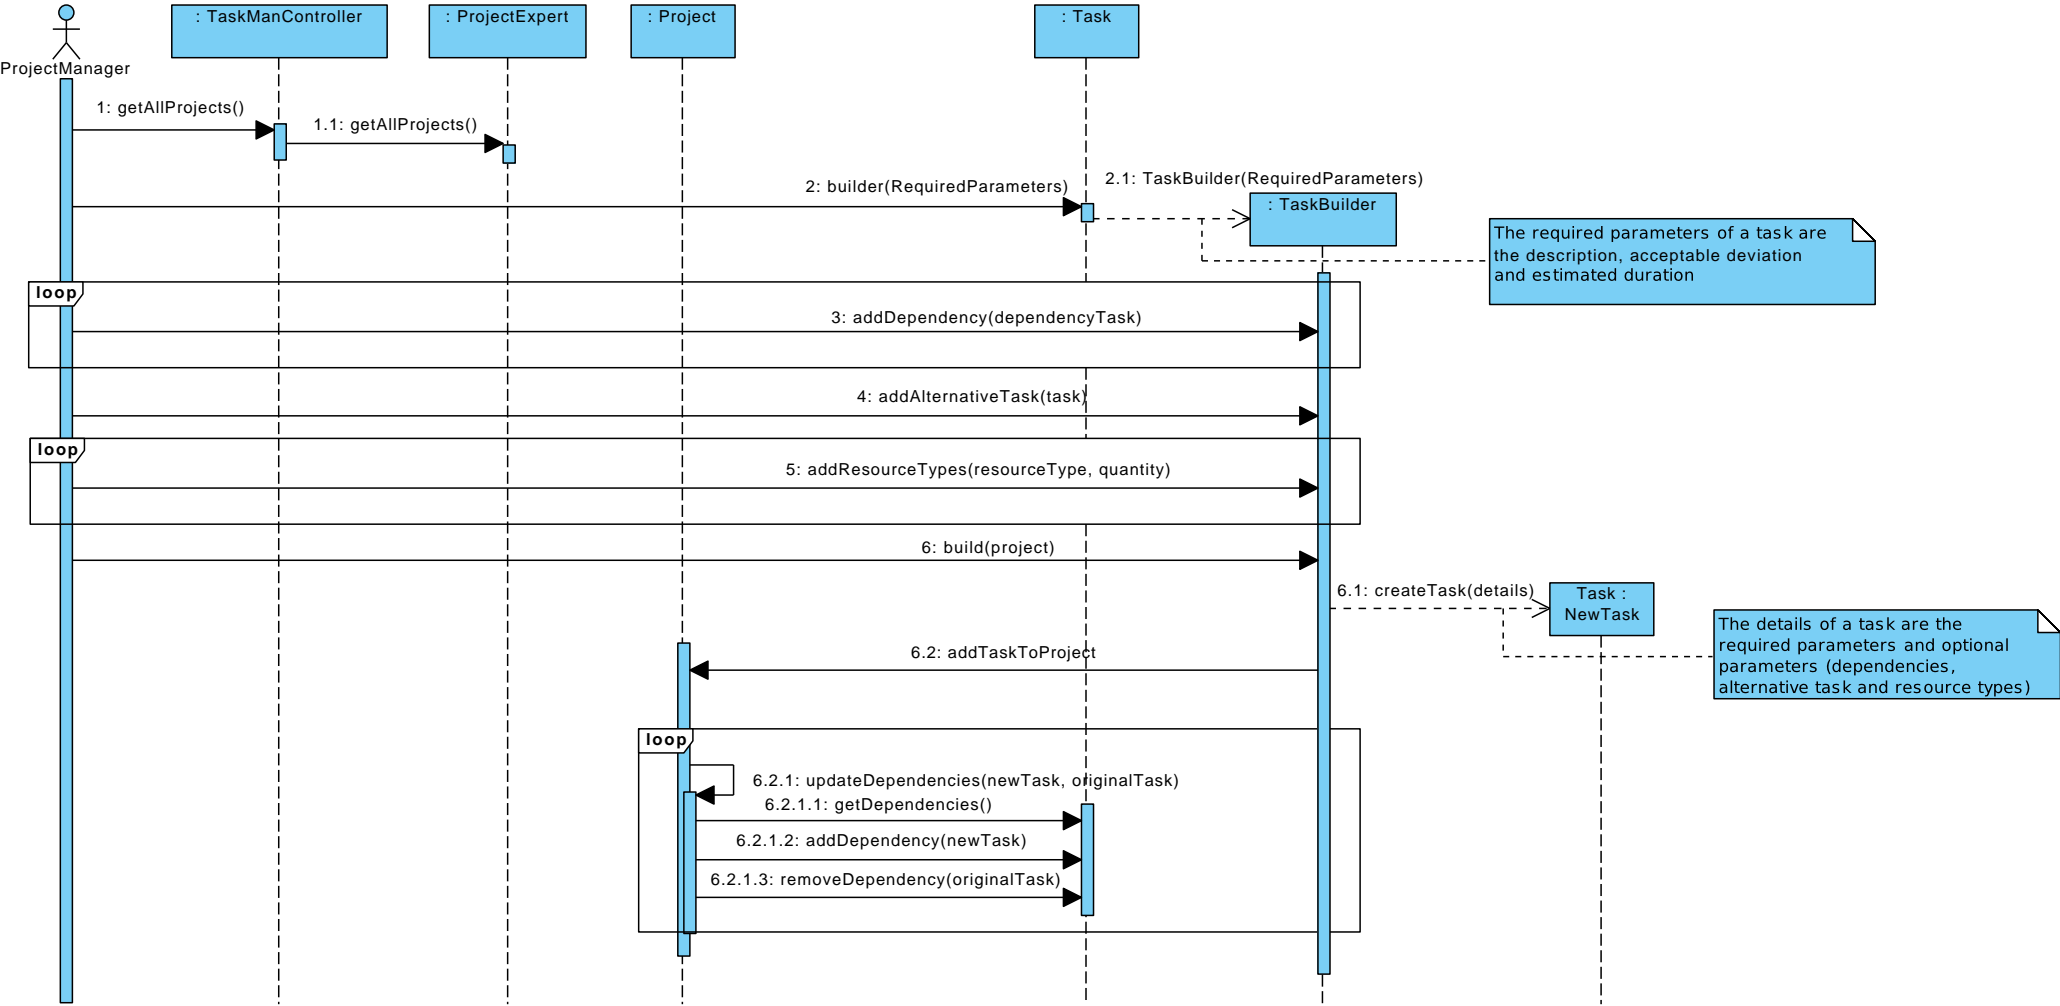 : TaskManController
: ProjectExpert
: Project
: Task
ProjectManager
1: getAllProjects()
1.1: getAllProjects()
2: builder(RequiredParameters)
2.1: TaskBuilder(RequiredParameters)
: TaskBuilder
The required parameters of a task are
the description, acceptable deviation
and estimated duration
loop
3: addDependency(dependencyTask)
4: addAlternativeTask(task)
loop
5: addResourceTypes(resourceType, quantity)
6: build(project)
6.1: createTask(details)
Task :
NewTask
The details of a task are the
required parameters and optional
parameters (dependencies,
alternative task and resource types)
6.2: addTaskToProject
loop
6.2.1: updateDependencies(newTask, originalTask)
6.2.1.1: getDependencies()
6.2.1.2: addDependency(newTask)
6.2.1.3: removeDependency(originalTask)